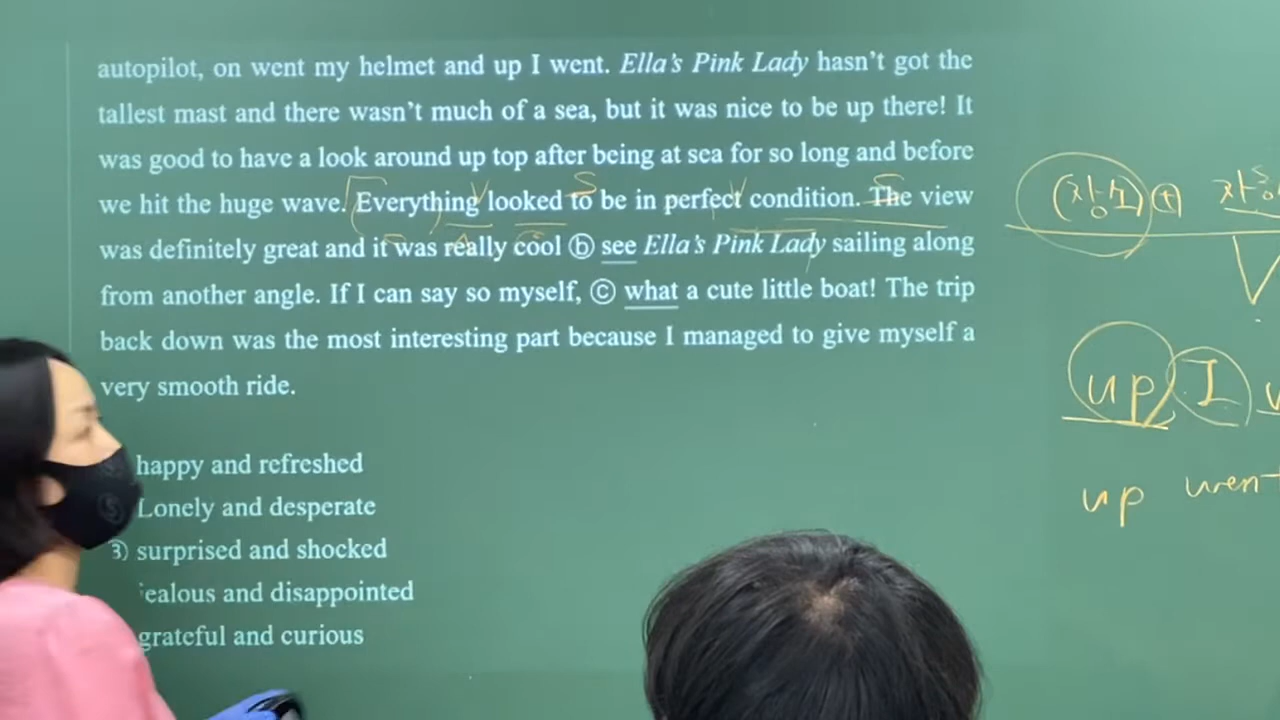 autopilot, on went my helmet and up I went. Ella's Pink Lady hasn't got the
tallest mast and there wasn't much of a sea, but it was nice to be up there! It
was good to have a look around up top after being at sea for so long and before
we hit the huge wave. Everything looked to be in perfect condition. The view
was definitely great and it was really cool ⓑ see Ella's Pink Lady sailing along
from another angle. If I can say so myself, ⓒ what a cute little boat! The trip
back down was the most interesting part because I managed to give myself a
very smooth ride.
happy and refreshed
Lonely and desperate
③ surprised and shocked
jealous and disappointed
grateful and curious
V S V S
+
V
up I
up went